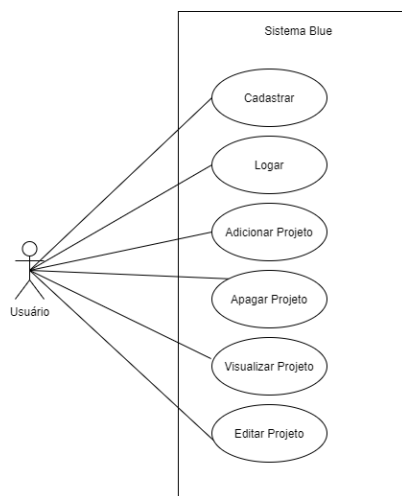 Sistema Blue
Cadastrar
Logar
Adicionar Projeto
Apagar Projeto
Usuário
Visualizar Projeto
Editar Projeto